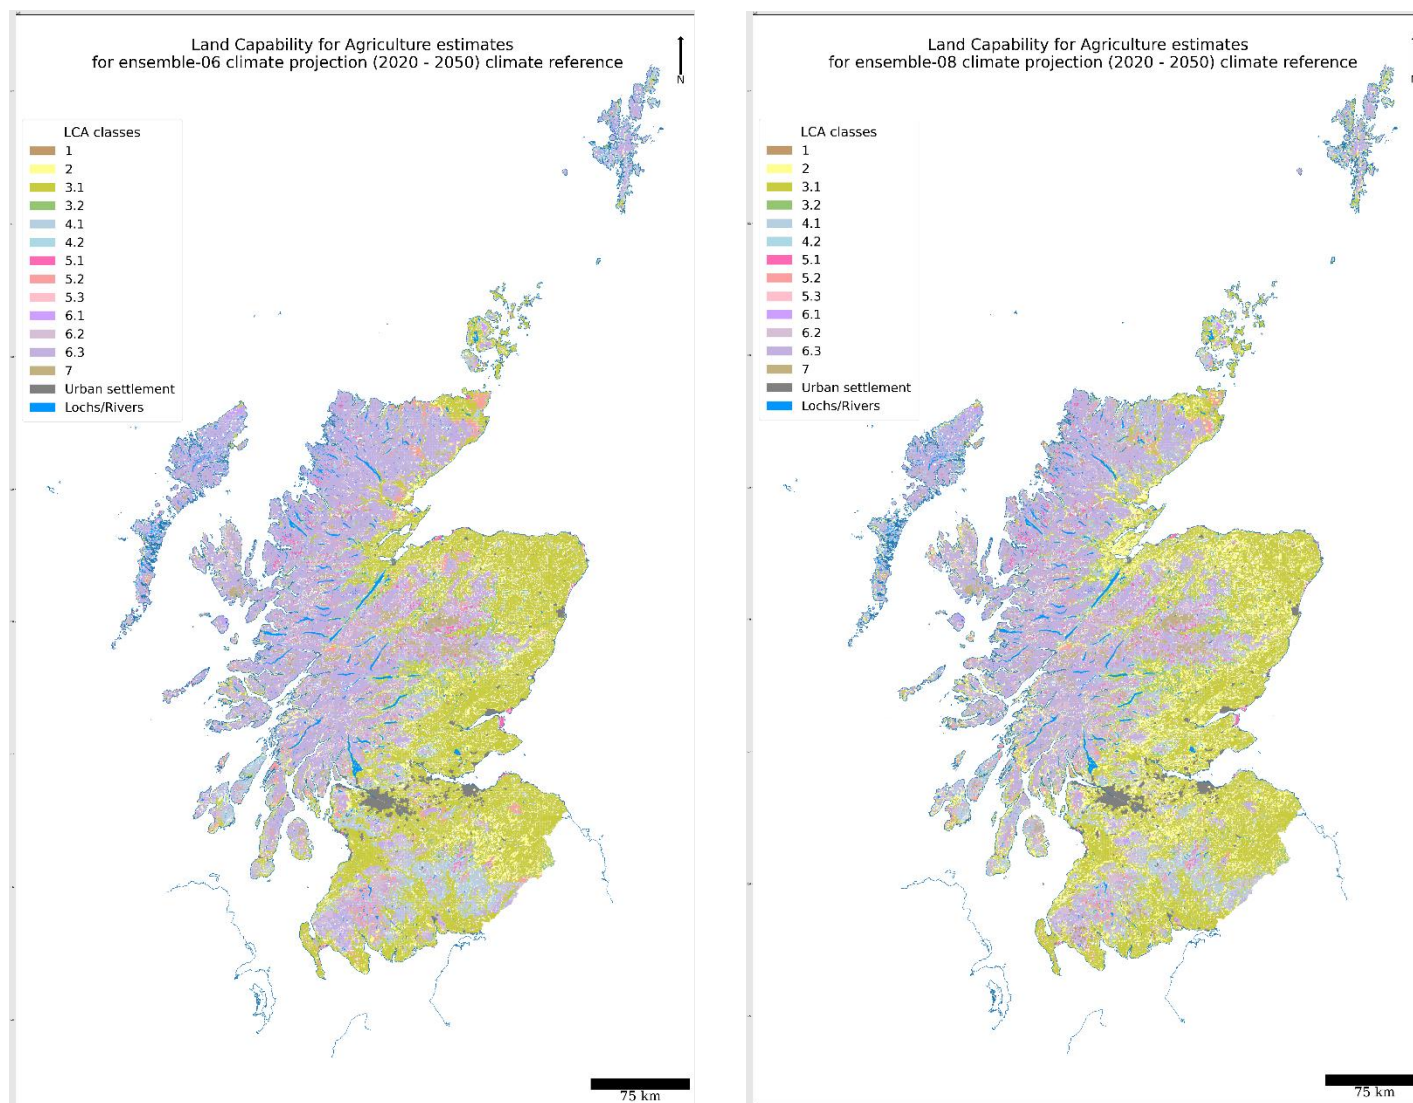 Land Capability for Agriculture estimates
for ensemble-06 climate projection (2020 - 2050) climate reference
N
LCA classes
1
2
3.1
3.2
4.1
4.2
5.1
5.2
5.3
6.1
6.2
6.3
7
Urban settlement
Lochs/Rivers
75 km
Land Capability for Agriculture estimates
for ensemble-08 climate projection (2020 - 2050) climate reference
LCA classes
1
2
3.1
3.2
4.1
4.2
5.1
5.2
5.3
6.1
6.2
6.3
7
Urban settlement
Lochs/Rivers
75 km